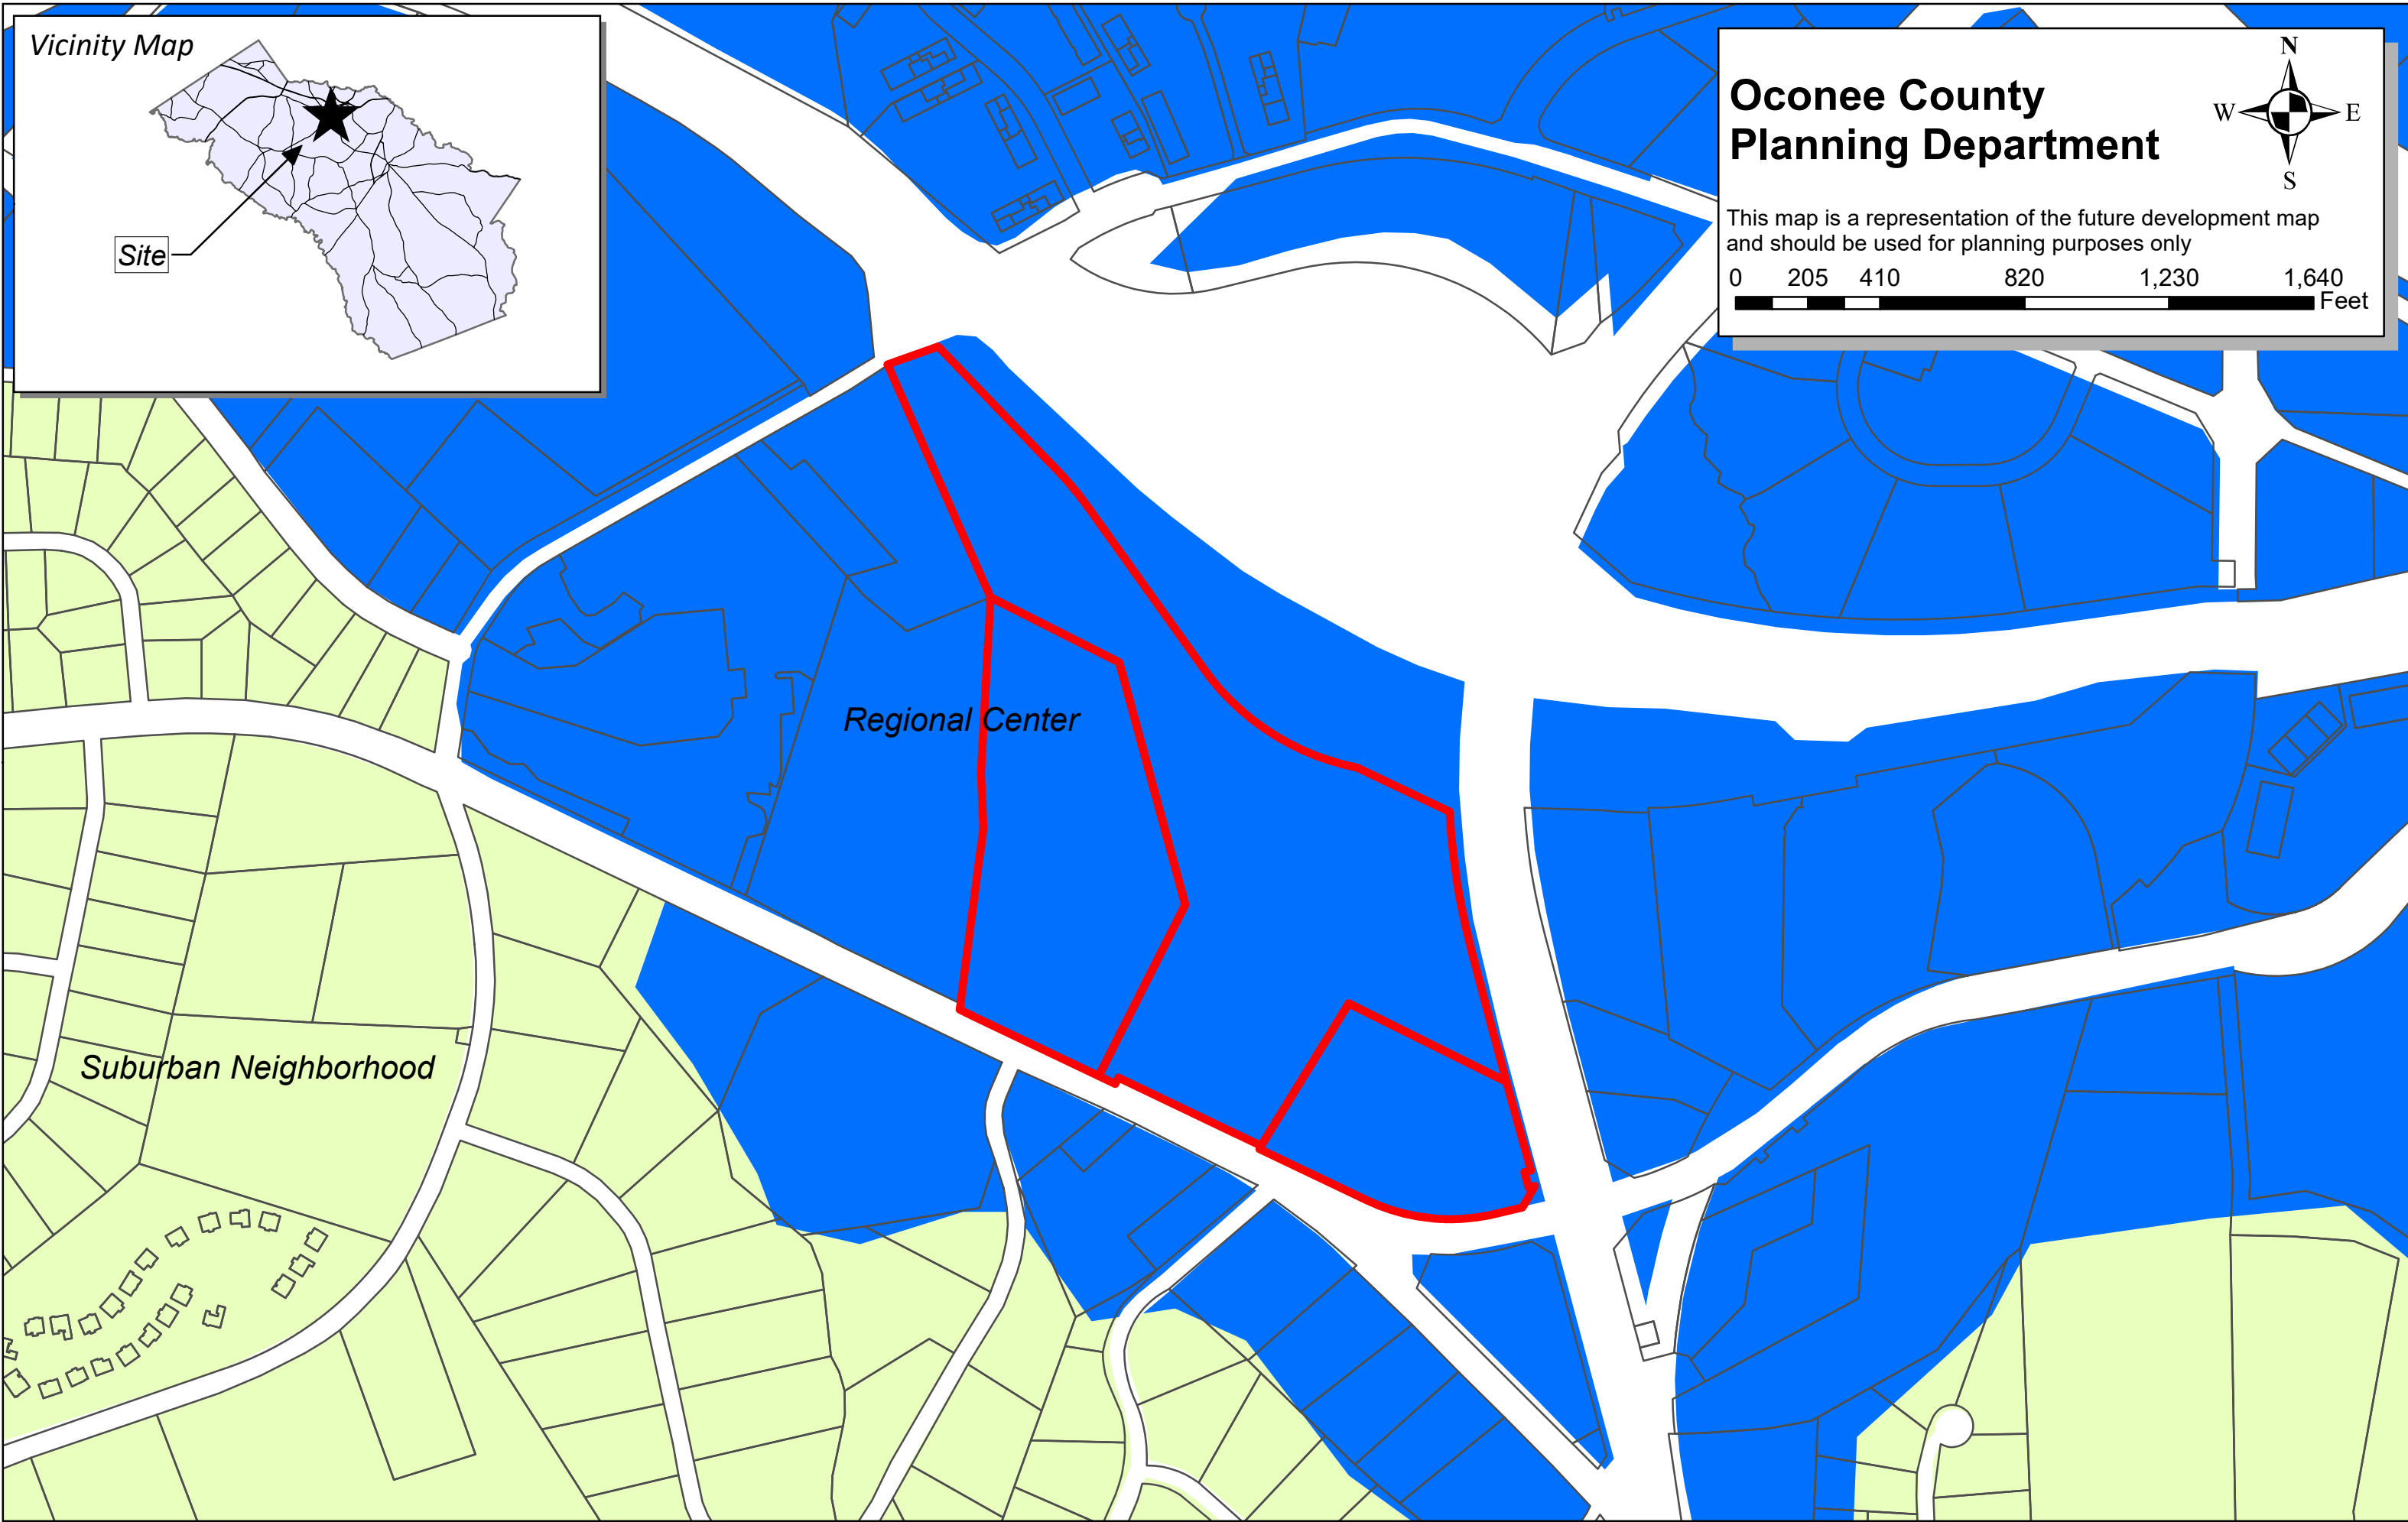 Vicinity Map
Site
Oconee County
Planning Department
N
W E
S
This map is a representation of the future development map
and should be used for planning purposes only
0 205 410 820 1,230 1,640
Feet
Regional Center
Suburban Neighborhood